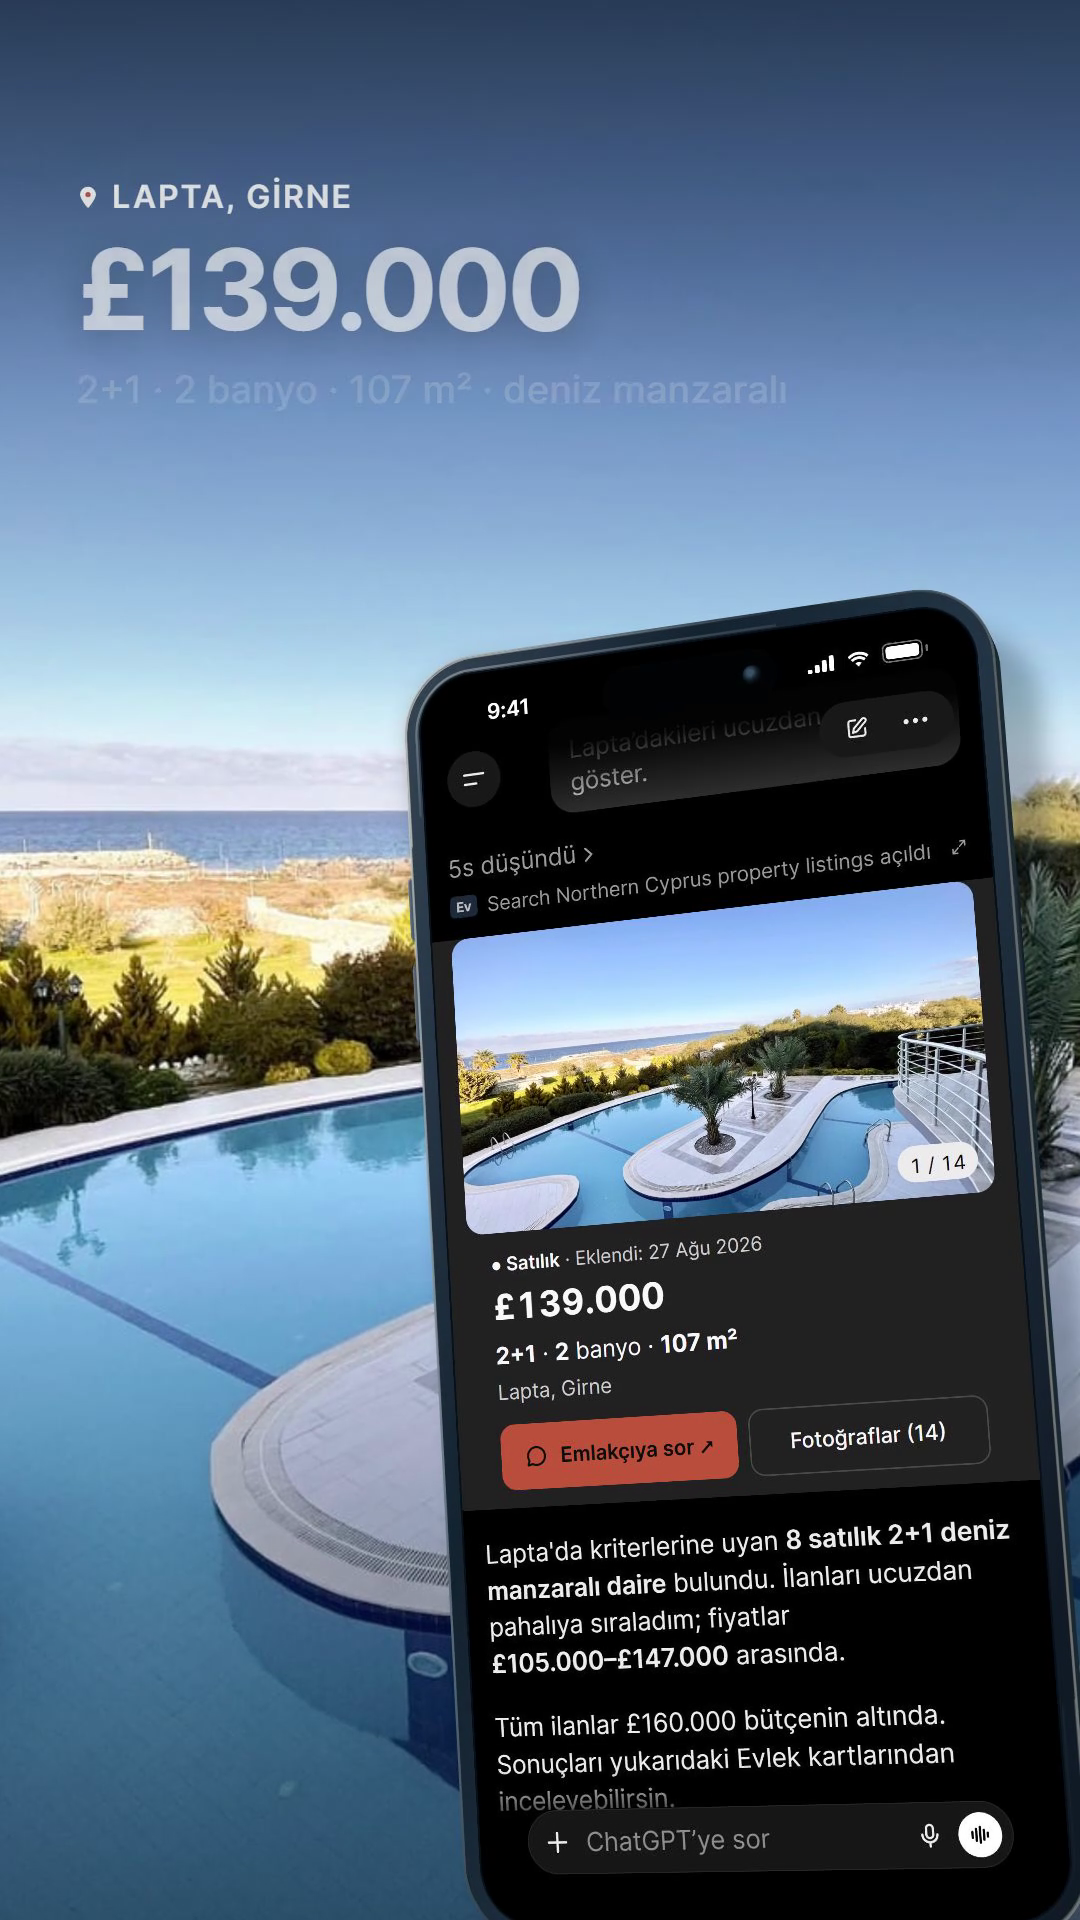 LAPTA, GİRNE
£139.000
2+1 · 2 banyo · 107 m² · deniz manzaralı
9:41
Lapta'dakileri ucuzdan
göster.
5s düşündü >
Ev Search Northern Cyprus property listings açıldı
1 / 14
• Satılık · Eklendi: 27 Ağu 2026
£139.000
2+1 · 2 banyo · 107 m²
Lapta, Girne
Emlakçıya sor ↗
Fotoğraflar (14)
Lapta'da kriterlerine uyan 8 satılık 2+1 deniz
manzaralı daire bulundu. İlanları ucuzdan
pahalıya sıraladım; fiyatlar
£105.000–£147.000 arasında.
Tüm ilanlar £160.000 bütçenin altında.
Sonuçları yukarıdaki Evlek kartlarından
inceleyebilirsin.
ChatGPT'ye sor